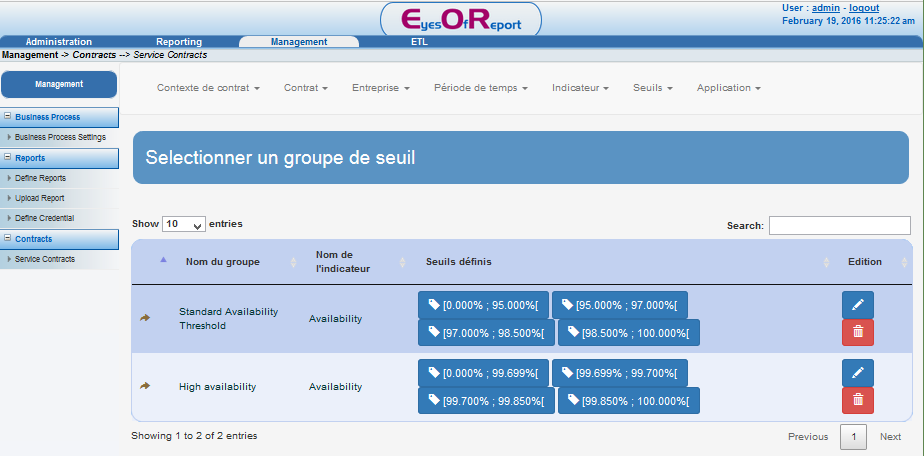 EyesOfReport
User : admin - logout
February 19, 2016 11:25:22 am
Administration Reporting Management ETL
Management -> Contracts --> Service Contracts
Management
Business Process
Business Process Settings
Reports
Define Reports
Upload Report
Define Credential
Contracts
Service Contracts
Contexte de contrat Contrat Entreprise Période de temps Indicateur Seuils Application
Selectionner un groupe de seuil
Show 10 entries
Search:
Nom du groupe Nom de l'indicateur Seuils définis Edition
Standard Availability Threshold Availability
[0.000% ; 95.000%[ [95.000% ; 97.000%[
[97.000% ; 98.500%[ [98.500% ; 100.000%[
High availability Availability
[0.000% ; 99.699%[ [99.699% ; 99.700%[
[99.700% ; 99.850%[ [99.850% ; 100.000%[
Showing 1 to 2 of 2 entries
Previous 1 Next